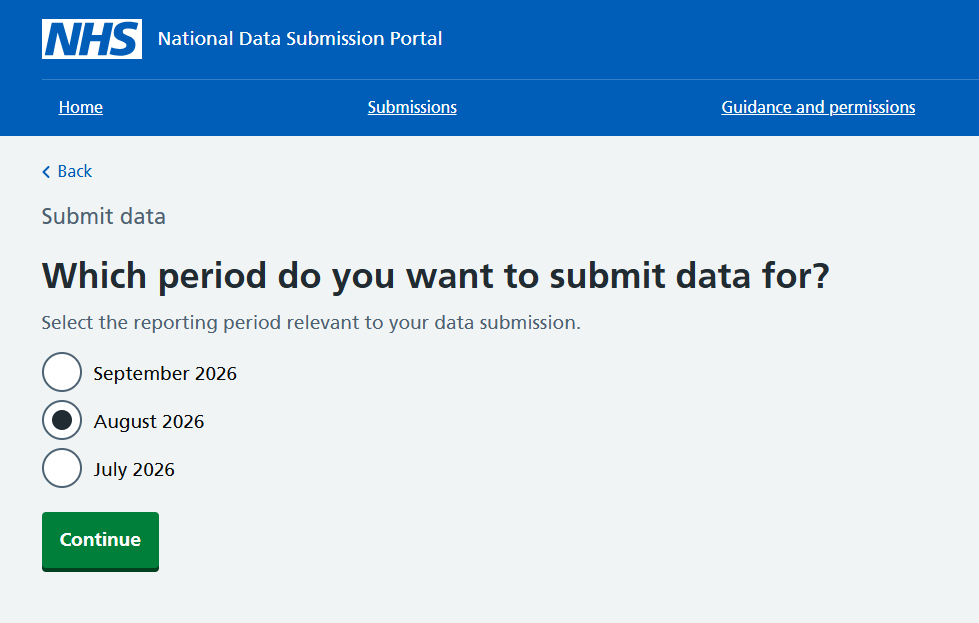 NHS National Data Submission Portal
Home Submissions Guidance and permissions
Back
Submit data
Which period do you want to submit data for?
Select the reporting period relevant to your data submission.
September 2026
August 2026
July 2026
Continue